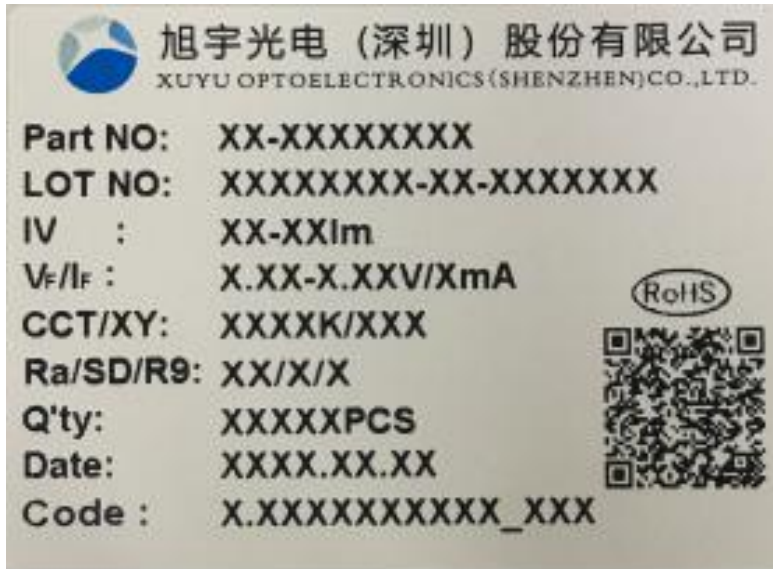 旭宇光电（深圳）股份有限公司
XUYU OPTOELECTRONICS(SHENZHEN)CO.,LTD.
Part NO: XX-XXXXXXXX
LOT NO: XXXXXXXX-XX-XXXXXXX
IV : XX-XXlm
VF/IF : X.XX-X.XXV/XmA
CCT/XY: XXXXK/XXX
RoHS
Ra/SD/R9: XX/X/X
Q'ty: XXXXXPCS
Date: XXXX.XX.XX
Code : X.XXXXXXXXXX_XXX